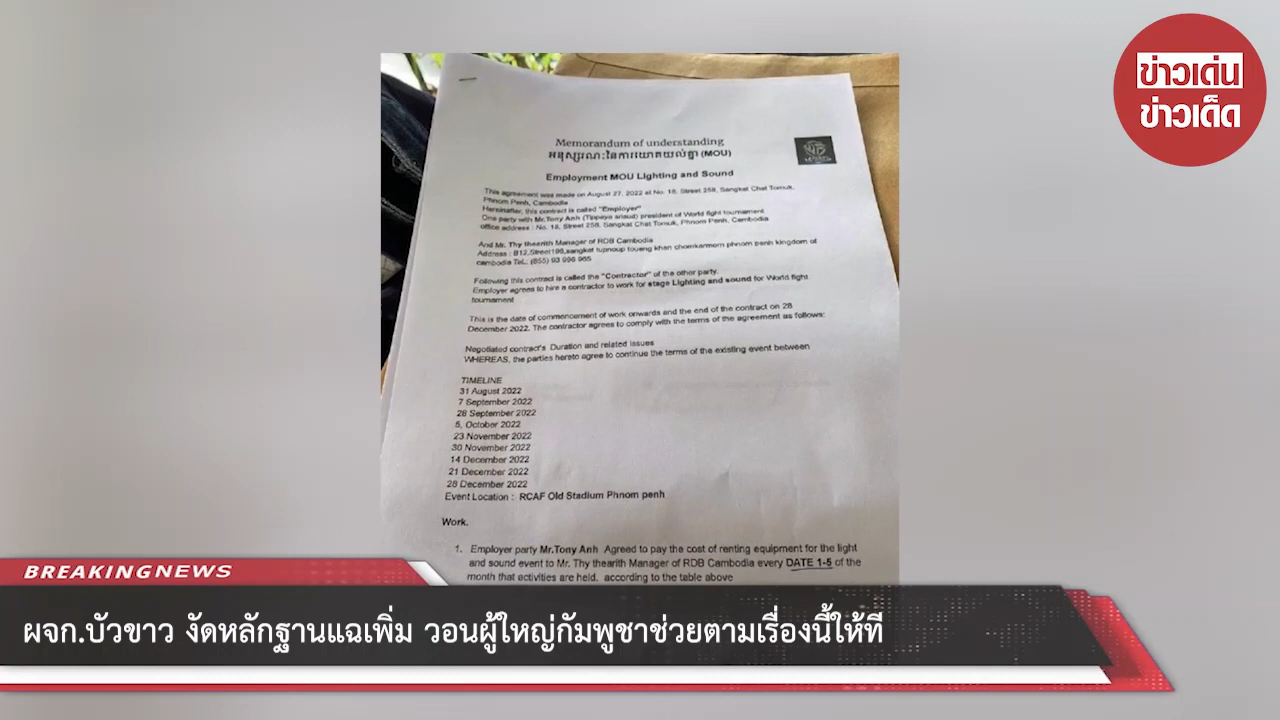 ข่าวเด่น
ข่าวเด็ด
Memorandum of understanding
អនុស្សរណៈនៃការយោគយល់គ្នា (MOU)
Employment MOU Lighting and Sound
This agreement was made on August 27, 2022 at No. 18, Street 258, Sangkat Chat Tomuk,
Phnom Penh, Cambodia
Hereinafter, this contract is called "Employer"
One party with Mr.Tony Anh (Tippaya srisud) president of World fight tournament
office address : No. 18, Street 258, Sangkat Chat Tomuk, Phnom Penh, Cambodia
And Mr. Thy thearith Manager of RDB Cambodia
Address : B12,Street199,sangkat tupnoup toueng khan chomkarmorn phnom penh kingdom of
cambodia TeL: (855) 93 996 965
Following this contract is called the "Contractor" of the other party.
Employer agrees to hire a contractor to work for stage Lighting and sound for World fight
tournament
This is the date of commencement of work onwards and the end of the contract on 28
December 2022. The contractor agrees to comply with the terms of the agreement as follows:
Negotiated contract's Duration and related issues
WHEREAS, the parties hereto agree to continue the terms of the existing event between
TIMELINE
31 August 2022
7 September 2022
28 September 2022
5, October 2022
23 November 2022
30 November 2022
14 December 2022
21 December 2022
28 December 2022
Event Location : RCAF Old Stadium Phnom penh
Work.
1. Employer party Mr.Tony Anh Agreed to pay the cost of renting equipment for the light
and sound event to Mr. Thy thearith Manager of RDB Cambodia every DATE 1-5 of the
month that activities are held, according to the table above
BREAKING NEWS
ผจก.บัวขาว งัดหลักฐานแฉเพิ่ม วอนผู้ใหญ่กัมพูชาช่วยตามเรื่องนี้ให้ที